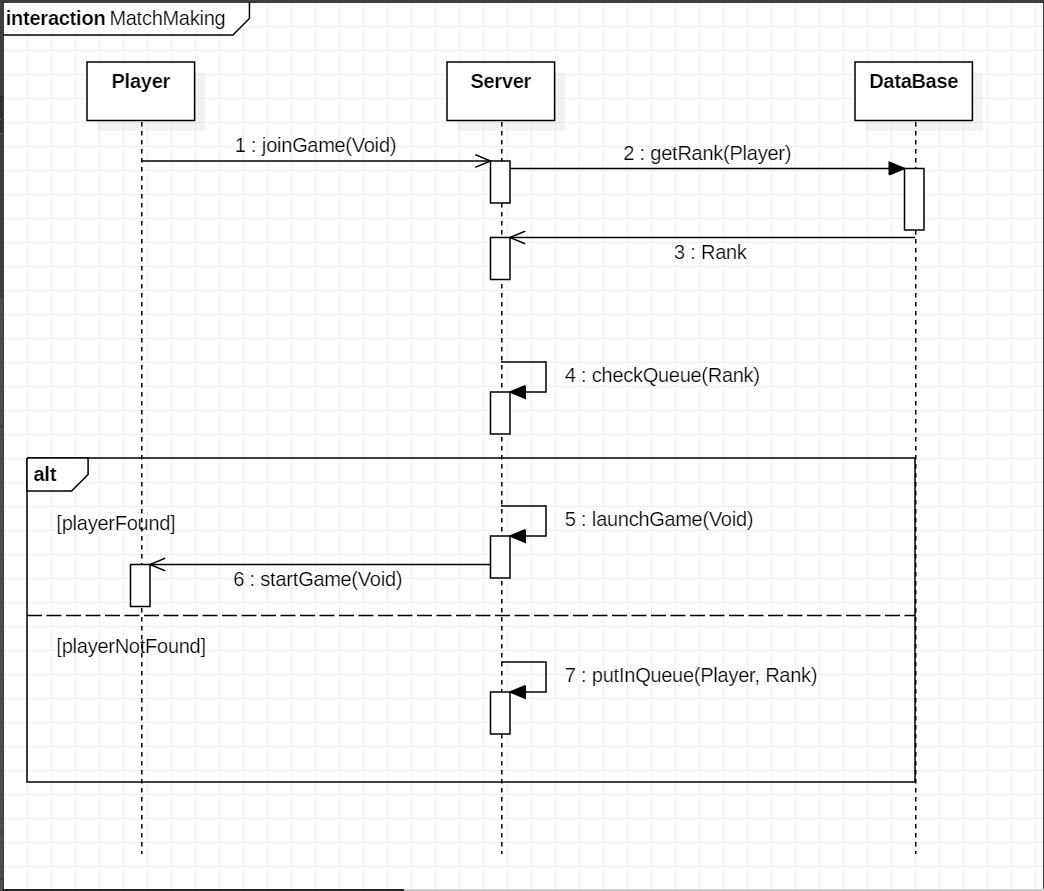 interaction MatchMaking
Player
Server
DataBase
1 : joinGame(Void)
2 : getRank(Player)
3 : Rank
4 : checkQueue(Rank)
alt
[playerFound]
5 : launchGame(Void)
6 : startGame(Void)
[playerNotFound]
7 : putInQueue(Player, Rank)